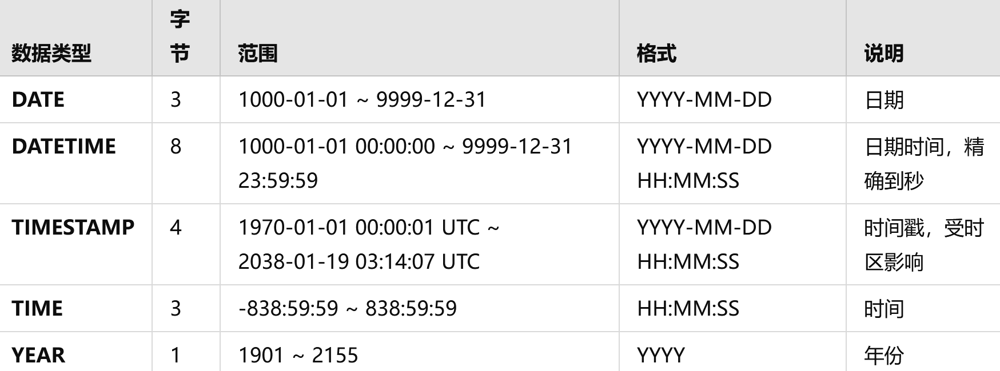 数据类型 字节 范围 格式 说明
DATE 3 1000-01-01 ~ 9999-12-31 YYYY-MM-DD 日期
DATETIME 8 1000-01-01 00:00:00 ~ 9999-12-31 23:59:59 YYYY-MM-DD HH:MM:SS 日期时间，精确到秒
TIMESTAMP 4 1970-01-01 00:00:01 UTC ~ 2038-01-19 03:14:07 UTC YYYY-MM-DD HH:MM:SS 时间戳，受时区影响
TIME 3 -838:59:59 ~ 838:59:59 HH:MM:SS 时间
YEAR 1 1901 ~ 2155 YYYY 年份